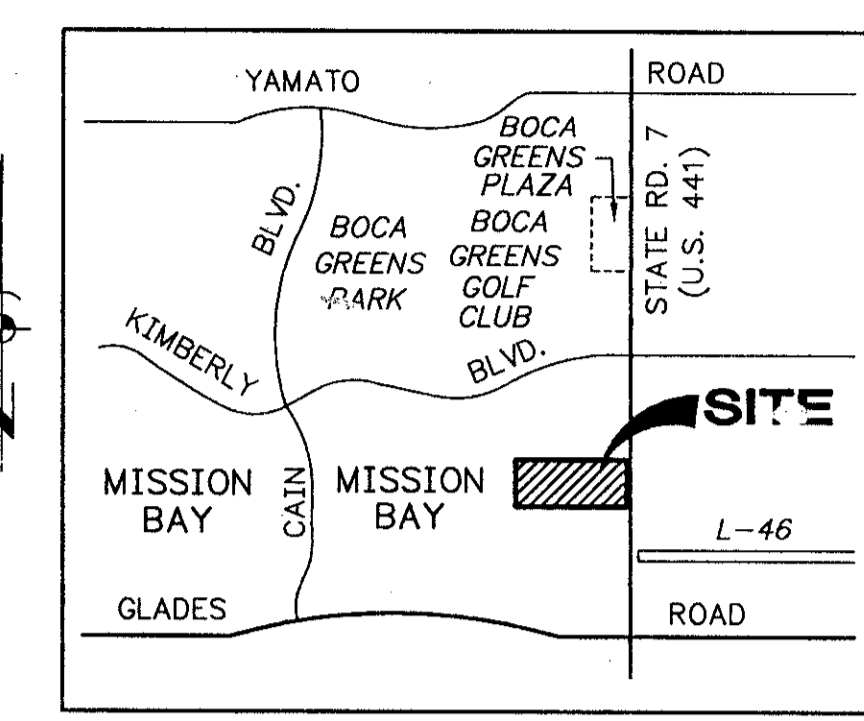 YAMATO ROAD
BOCA
GREENS
PLAZA
STATE RD. 7
(U.S. 441)
BLVD.
BOCA
GREENS
PARK
BOCA
GREENS
GOLF
CLUB
KIMBERLY BLVD.
SITE
MISSION
BAY
CAIN
MISSION
BAY
L-46
GLADES ROAD